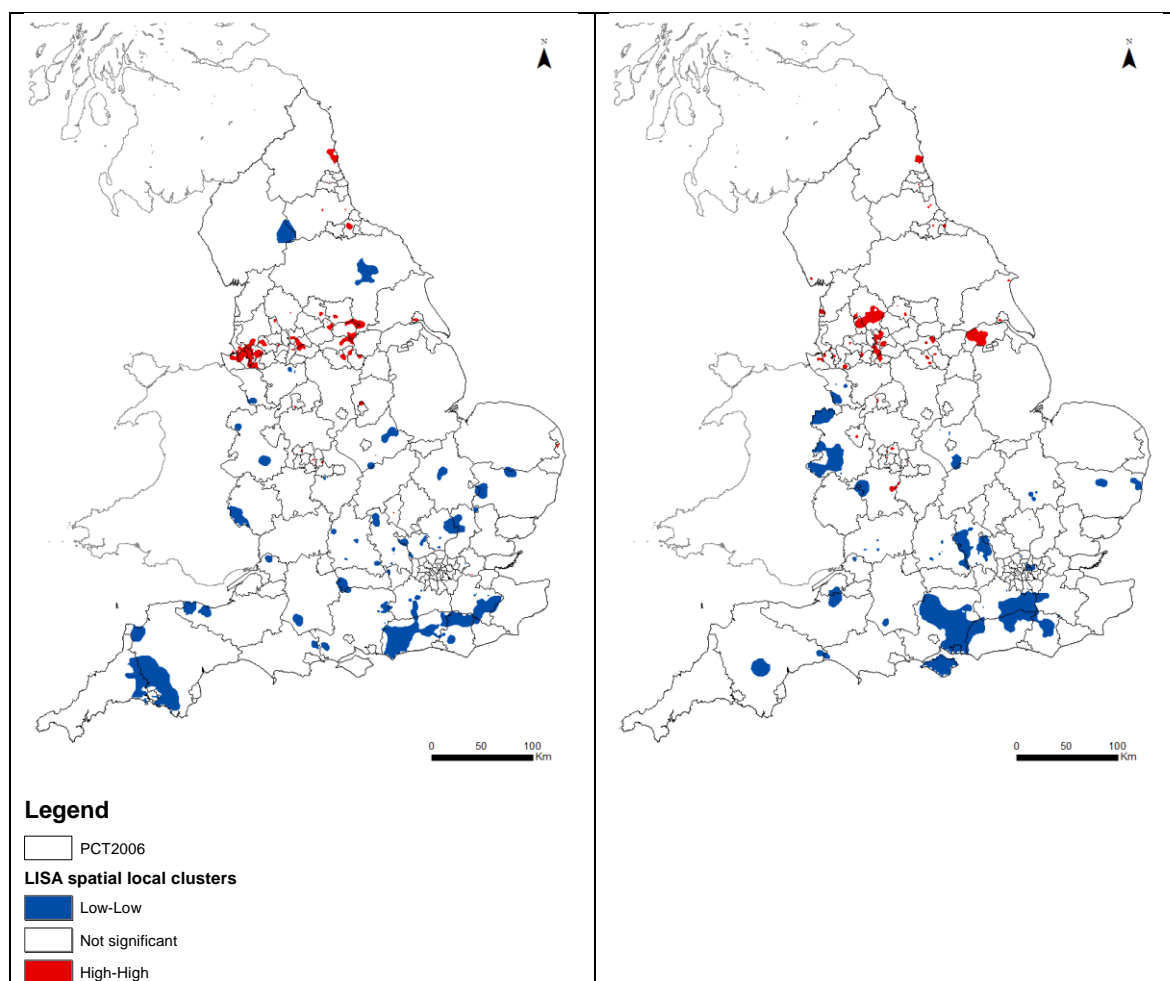 N
0 50 100
Km
Legend
PCT2006
LISA spatial local clusters
Low-Low
Not significant
High-High
N
0 50 100
Km